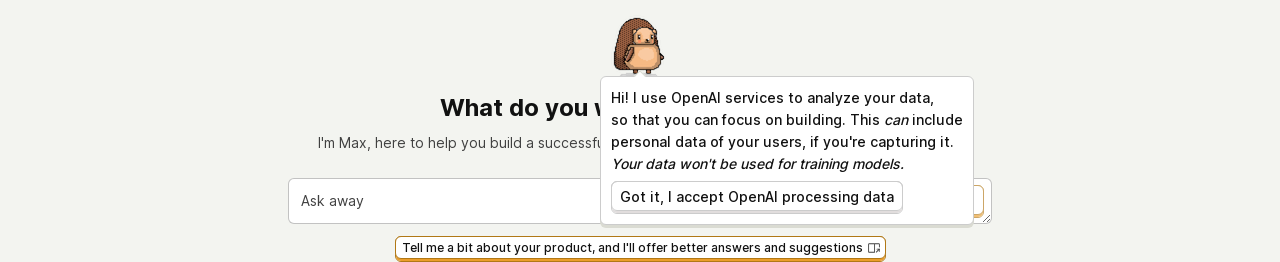 Hi! I use OpenAI services to analyze your data,
so that you can focus on building. This can include
personal data of your users, if you're capturing it.
Your data won't be used for training models.
Got it, I accept OpenAI processing data
What do you
I'm Max, here to help you build a
Ask away
Tell me a bit about your product, and I'll offer better answers and suggestions